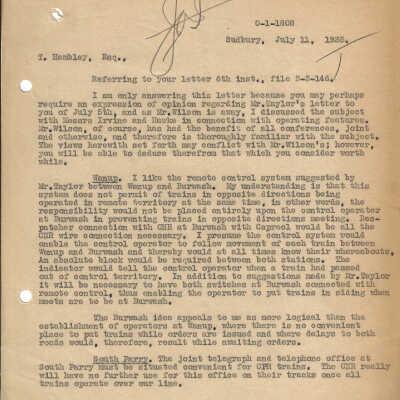 0-1-1808
Sudbury, July 11, 1938.
T. Hambley, Esq.,
Referring to your letter 6th inst., file S-S-146.
I am only answering this letter because you may perhaps
require an expression of opinion regarding Mr.Taylor's letter to
you of July 5th, and as Mr.Wilson is away, I discussed the subject
with Messrs Irvine and Hawke in connection with operating features.
Mr.Wilson, of course, has had the benefit of all conferences, joint
and otherwise, and therefore is thoroughly familiar with the subject.
The views herewith set forth may conflict with Mr.Wilson's; however,
you will be able to deduce therefrom that which you consider worth
while.
Wanup. I like the remote control system suggested by
Mr.Taylor between Wanup and Burwash. My understanding is that this
system does not permit of trains in opposite directions being
operated in remote territory at the same time, in other words, the
responsibility would not be placed entirely upon the control operator
at Burwash in preventing trains in opposite directions meeting. Des-
patcher connection with CNR at Burwash with Capreol would be all the
CNR wire connection necessary. I presume the control system would
enable the control operator to follow movement of each train between
Wanup and Burwash and thereby would at all times know their whereabouts.
An absolute block would be required between both stations. The
indicator would tell the control operator when a train had passed
out of control territory. In addition to suggestions made by Mr.Taylor
it will be necessary to have both switches at Burwash connected with
remote control, thus enabling the operator to put trains in siding when
meets are to be at Burwash.
The Burwash idea appeals to me as more logical than the
establishment of operators at Wanup, where there is no convenient
place to put trains while orders are issued and where delays to both
roads would, therefore, result while awaiting orders.
South Parry. The joint telegraph and telephone office at
South Parry must be situated convenient for CPR trains. The CNR really
will have no further use for this office on their tracks once all
trains operate over our line.